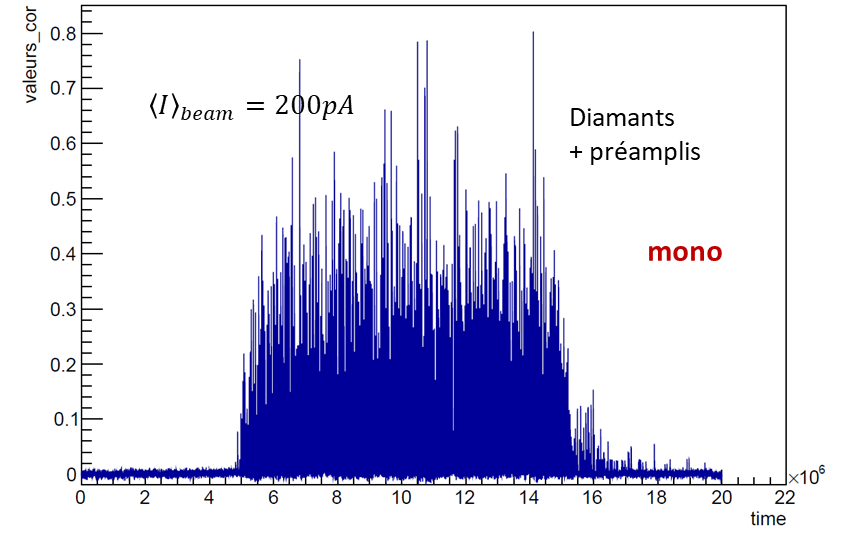 valeurs_cor
0.8
0.7
0.6
0.5
0.4
0.3
0.2
0.1
0
⟨I⟩beam = 200pA
Diamants
+ préamplis
mono
0 2 4 6 8 10 12 14 16 18 20 22
×10⁶
time